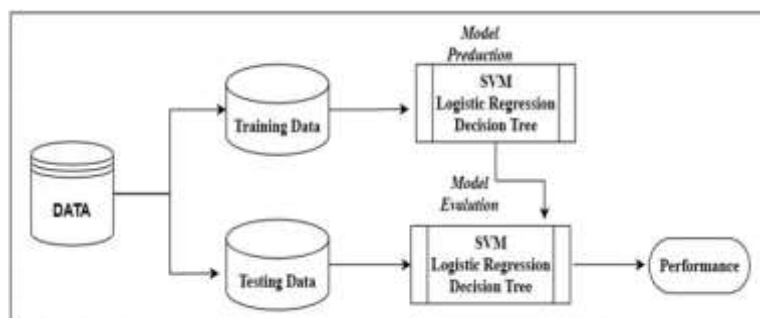 Model
Preduction
SVM
Logistic Regression
Decision Tree
Training Data
DATA
Model
Evalution
SVM
Logistic Regression
Decision Tree
Testing Data
Performance